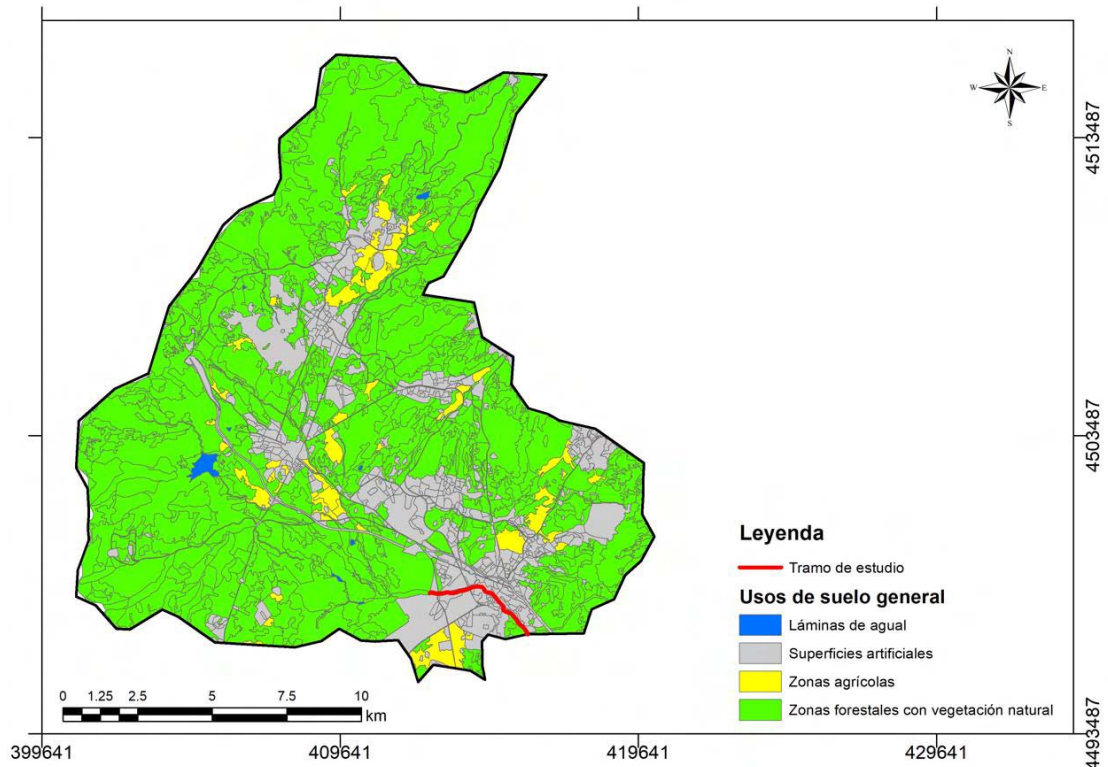 N
W E
S
4513487
4503487
4493487
Leyenda
Tramo de estudio
Usos de suelo general
Láminas de agual
Superficies artificiales
Zonas agrícolas
Zonas forestales con vegetación natural
0 1.25 2.5 5 7.5 10
km
399641 409641 419641 429641